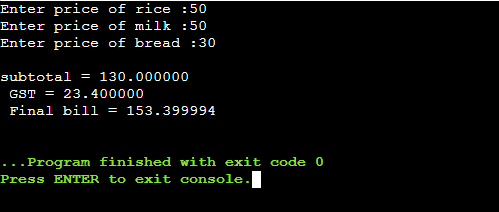 Enter price of rice :50
Enter price of milk :50
Enter price of bread :30
subtotal = 130.000000
GST = 23.400000
Final bill = 153.399994
...Program finished with exit code 0
Press ENTER to exit console.